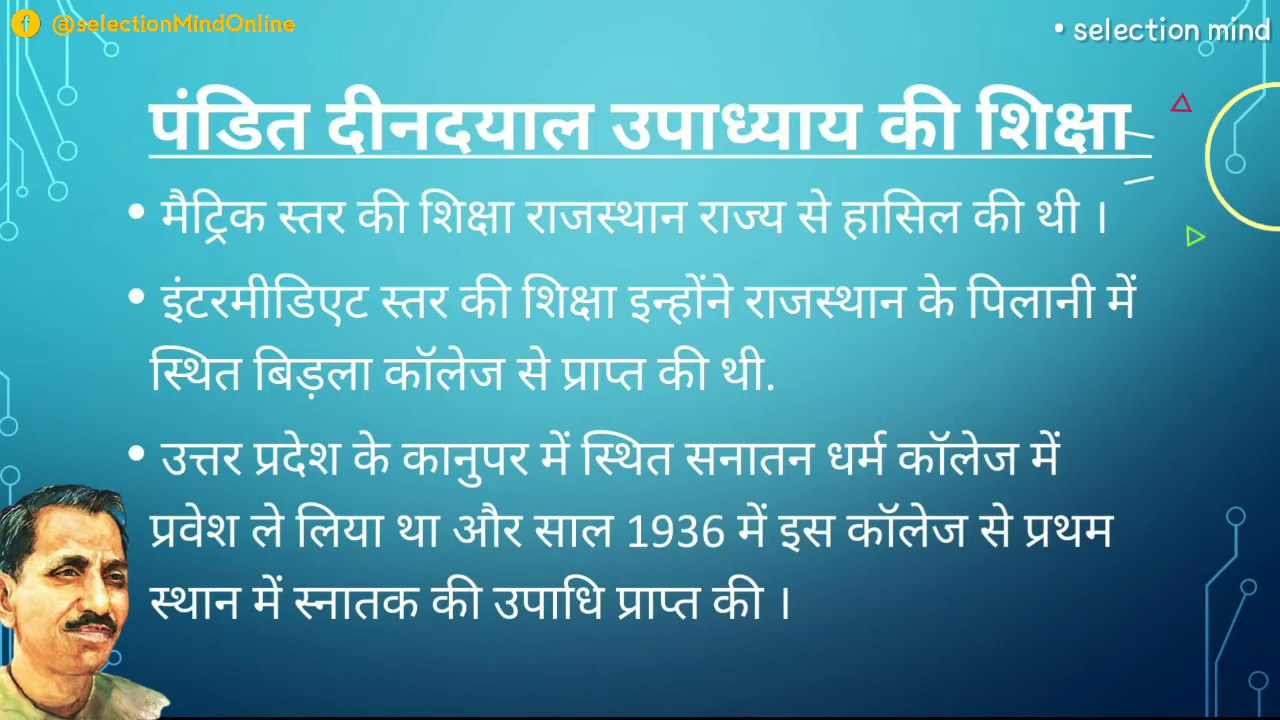 @selectionMindOnline
• selection mind
पंडित दीनदयाल उपाध्याय की शिक्षा
• मैट्रिक स्तर की शिक्षा राजस्थान राज्य से हासिल की थी ।
• इंटरमीडिएट स्तर की शिक्षा इन्होंने राजस्थान के पिलानी में
स्थित बिड़ला कॉलेज से प्राप्त की थी.
• उत्तर प्रदेश के कानुपर में स्थित सनातन धर्म कॉलेज में
प्रवेश ले लिया था और साल 1936 में इस कॉलेज से प्रथम
स्थान में स्नातक की उपाधि प्राप्त की ।